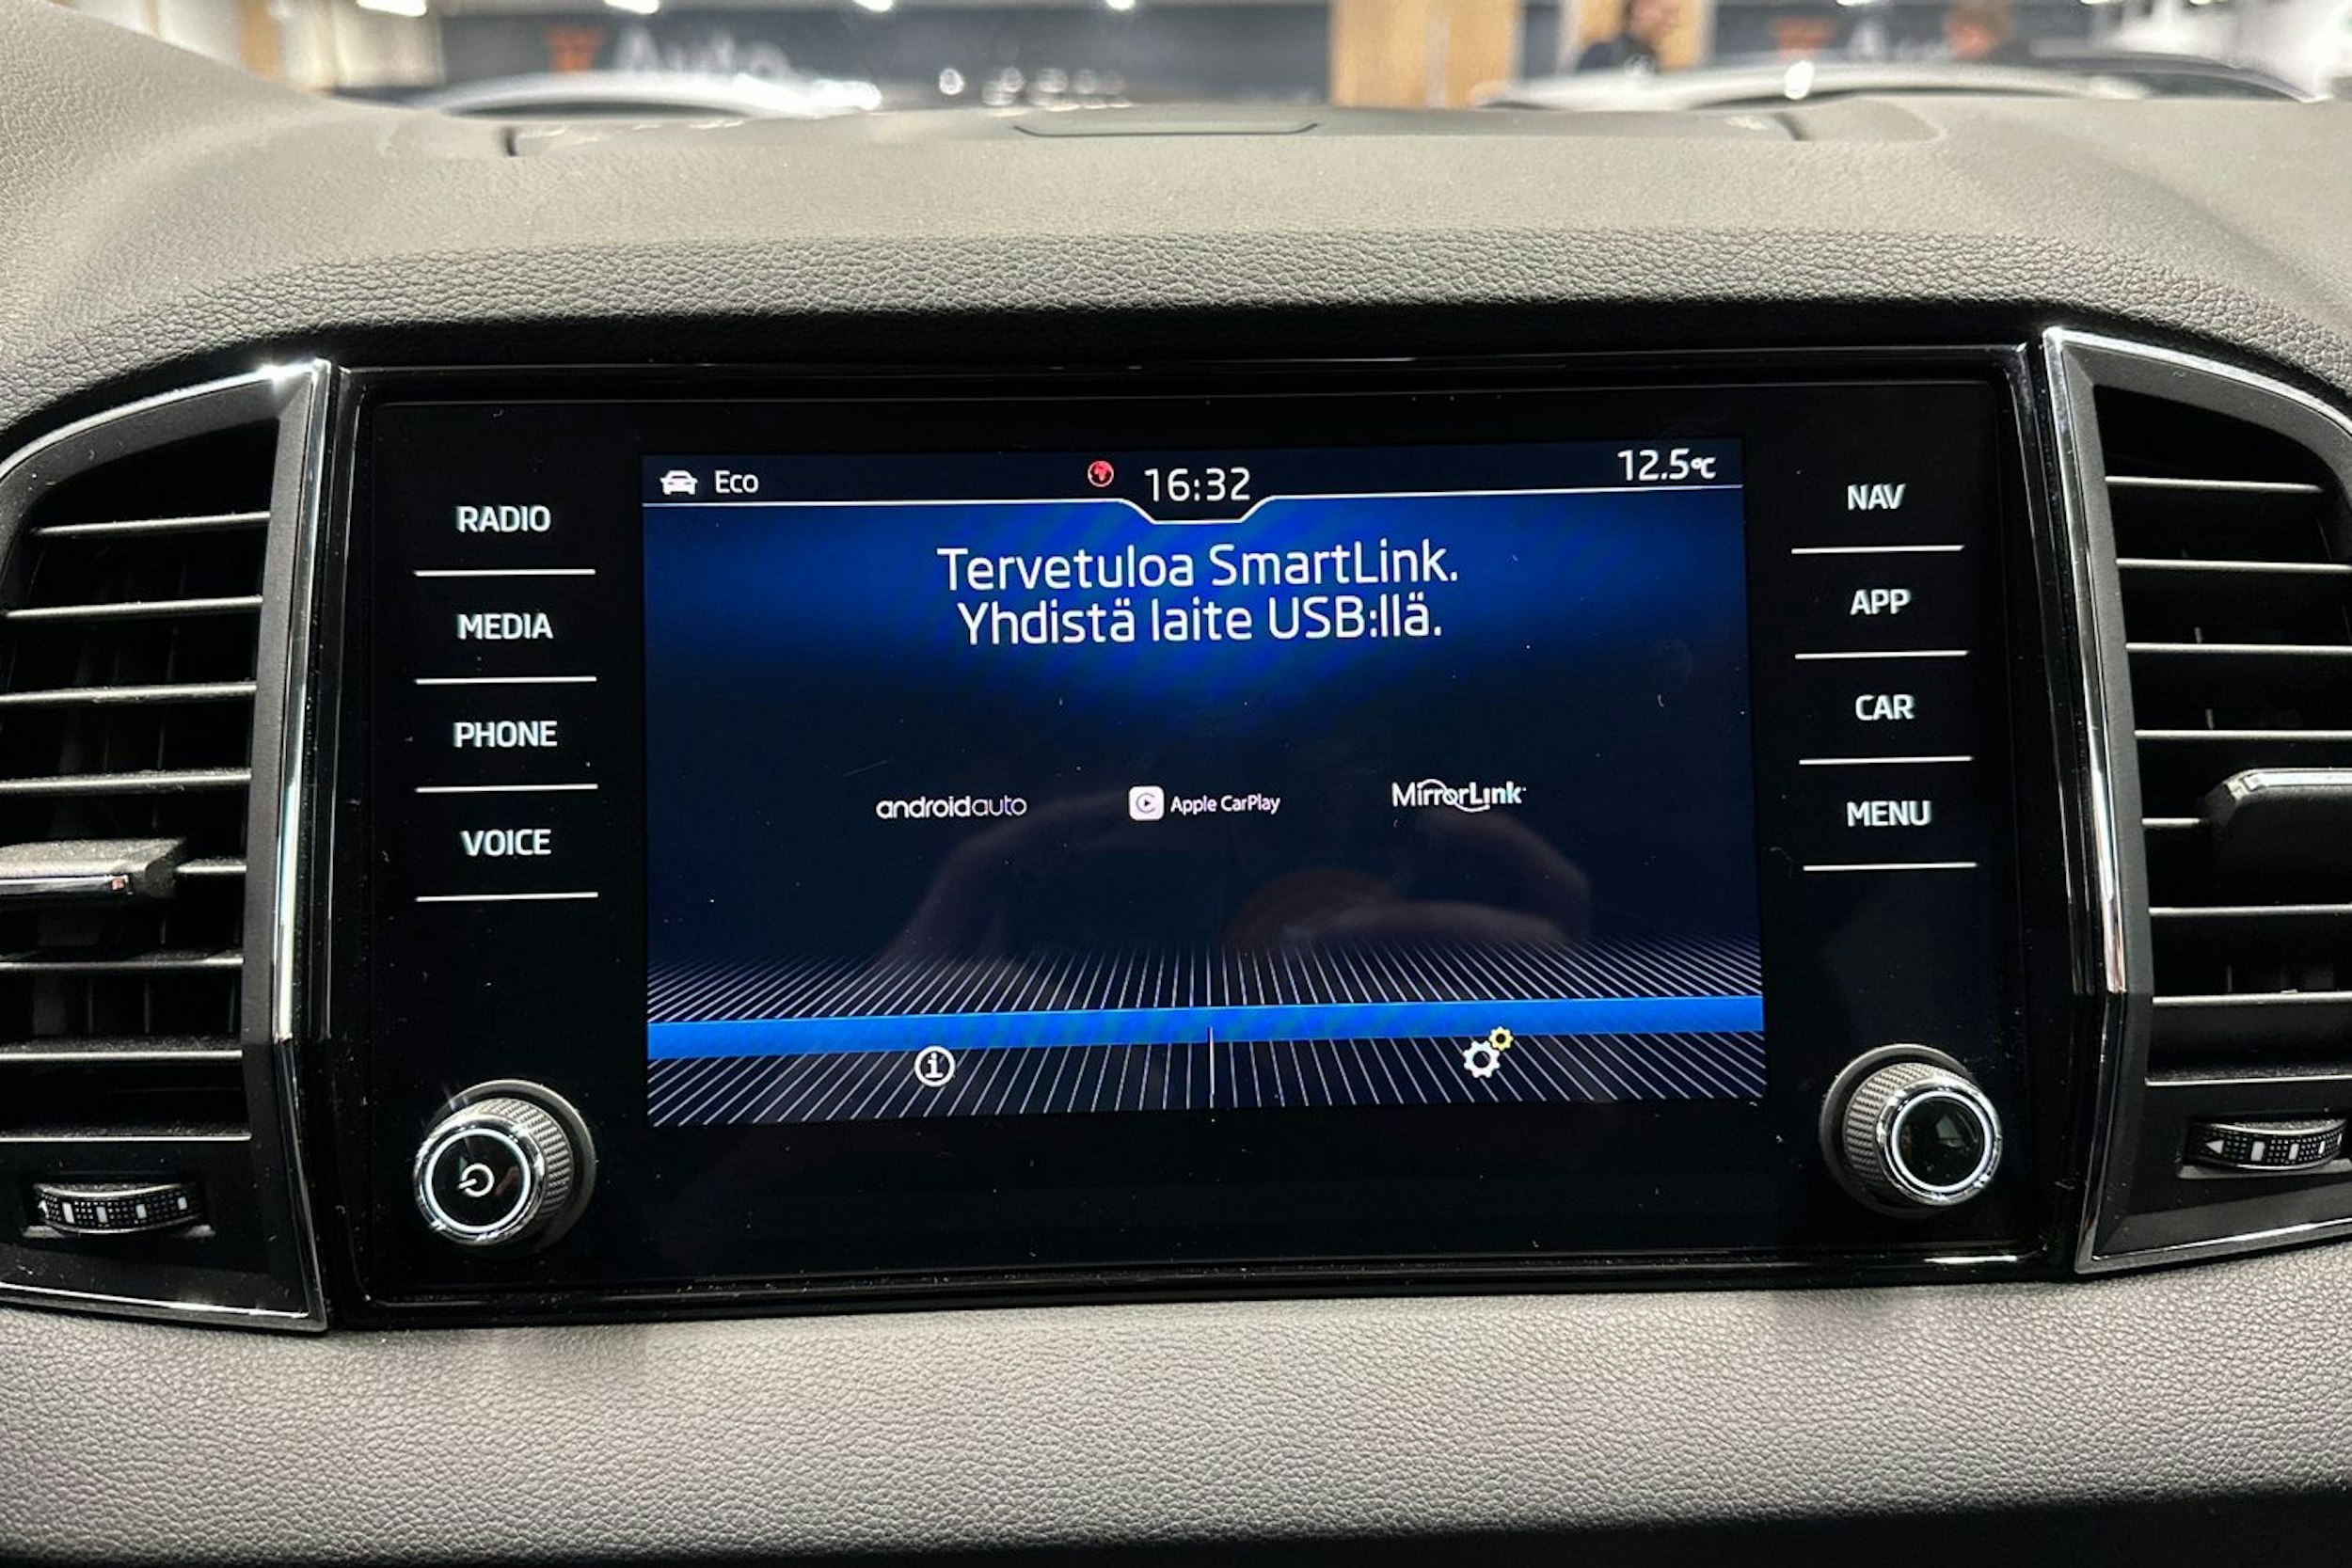 Auto
Eco
16:32
12.5°C
RADIO
MEDIA
PHONE
VOICE
Tervetuloa SmartLink.
Yhdistä laite USB:llä.
androidauto
Apple CarPlay
MirrorLink
NAV
APP
CAR
MENU